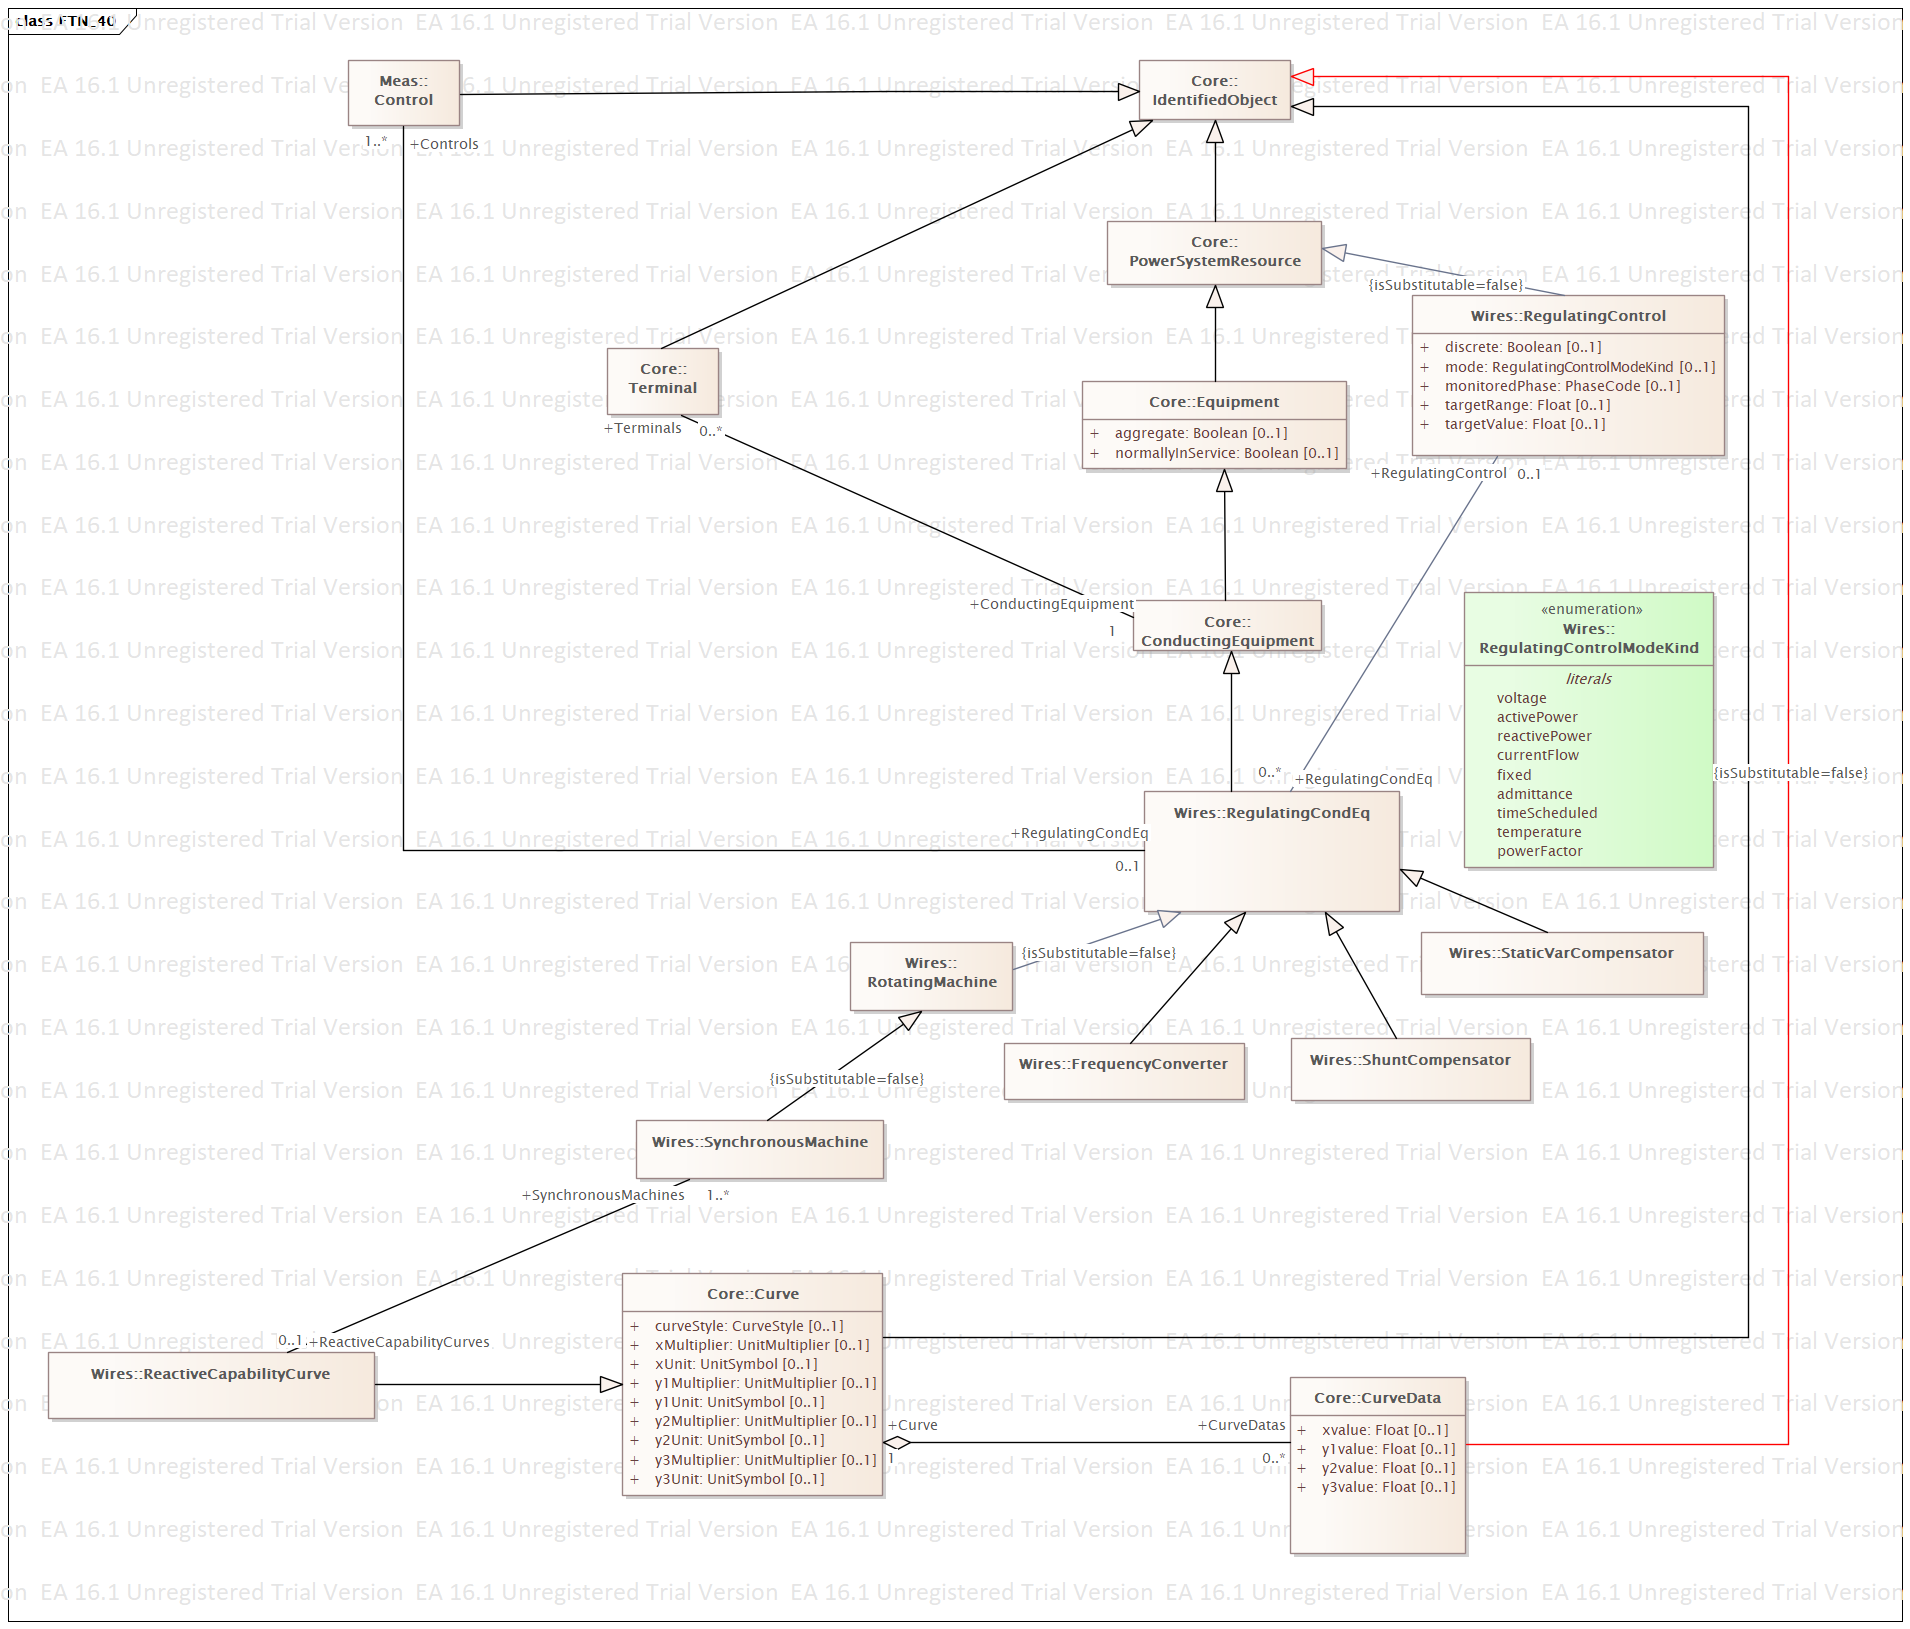 class FTN_40
Meas::
Control
1..*
+Controls
Core::
IdentifiedObject
Core::
PowerSystemResource
{isSubstitutable=false}
Wires::RegulatingControl
+ discrete: Boolean [0..1]
+ mode: RegulatingControlModeKind [0..1]
+ monitoredPhase: PhaseCode [0..1]
+ targetRange: Float [0..1]
+ targetValue: Float [0..1]
+RegulatingControl 0..1
Core::
Terminal
+Terminals 0..*
Core::Equipment
+ aggregate: Boolean [0..1]
+ normallyInService: Boolean [0..1]
+ConductingEquipment
1
Core::
ConductingEquipment
«enumeration»
Wires::
RegulatingControlModeKind
literals
voltage
activePower
reactivePower
currentFlow
fixed
admittance
timeScheduled
temperature
powerFactor
{isSubstitutable=false}
0..* +RegulatingCondEq
Wires::RegulatingCondEq
+RegulatingCondEq
0..1
Wires::
RotatingMachine
{isSubstitutable=false}
Wires::StaticVarCompensator
Wires::FrequencyConverter
Wires::ShuntCompensator
{isSubstitutable=false}
Wires::SynchronousMachine
+SynchronousMachines 1..*
0..1 +ReactiveCapabilityCurves
Wires::ReactiveCapabilityCurve
Core::Curve
+ curveStyle: CurveStyle [0..1]
+ xMultiplier: UnitMultiplier [0..1]
+ xUnit: UnitSymbol [0..1]
+ y1Multiplier: UnitMultiplier [0..1]
+ y1Unit: UnitSymbol [0..1]
+ y2Multiplier: UnitMultiplier [0..1]
+ y2Unit: UnitSymbol [0..1]
+ y3Multiplier: UnitMultiplier [0..1]
+ y3Unit: UnitSymbol [0..1]
+Curve
1
+CurveDatas
0..*
Core::CurveData
+ xvalue: Float [0..1]
+ y1value: Float [0..1]
+ y2value: Float [0..1]
+ y3value: Float [0..1]
EA 16.1 Unregistered Trial Version